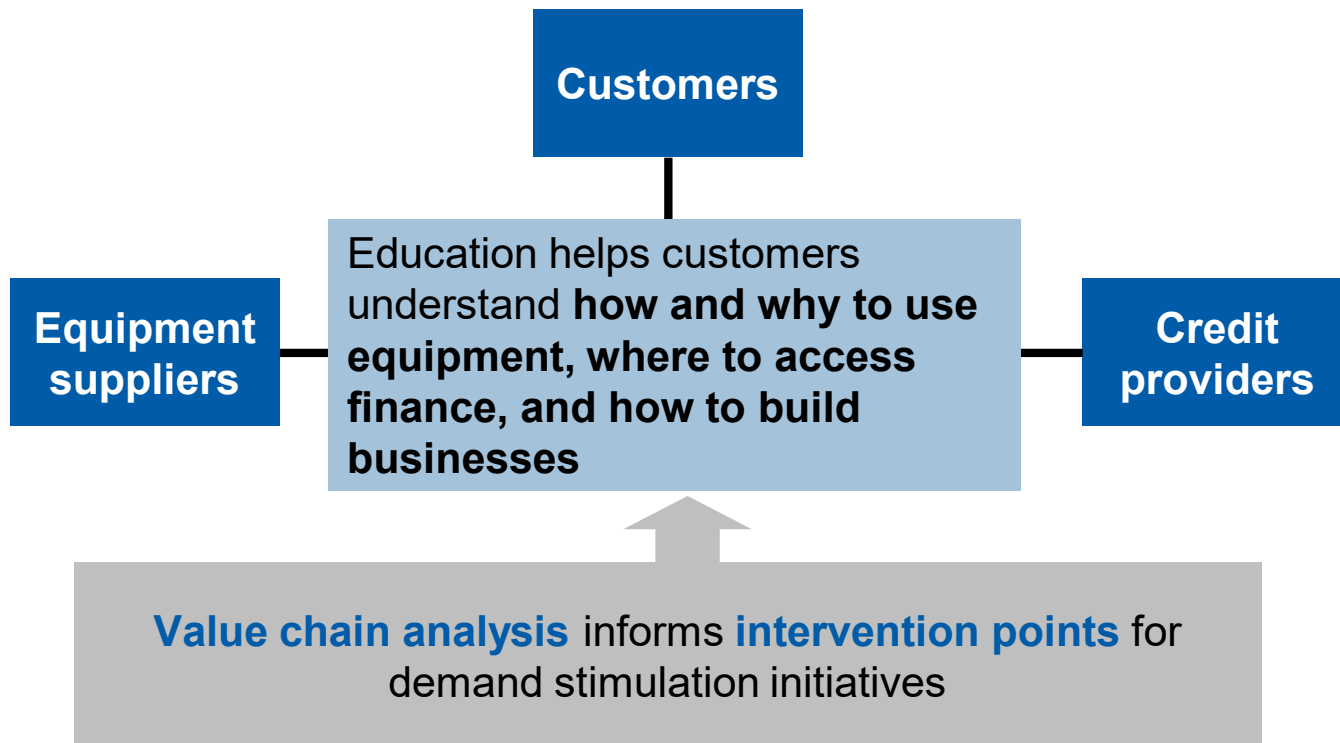 Customers
Equipment
suppliers
Education helps customers
understand how and why to use
equipment, where to access
finance, and how to build
businesses
Credit
providers
Value chain analysis informs intervention points for
demand stimulation initiatives